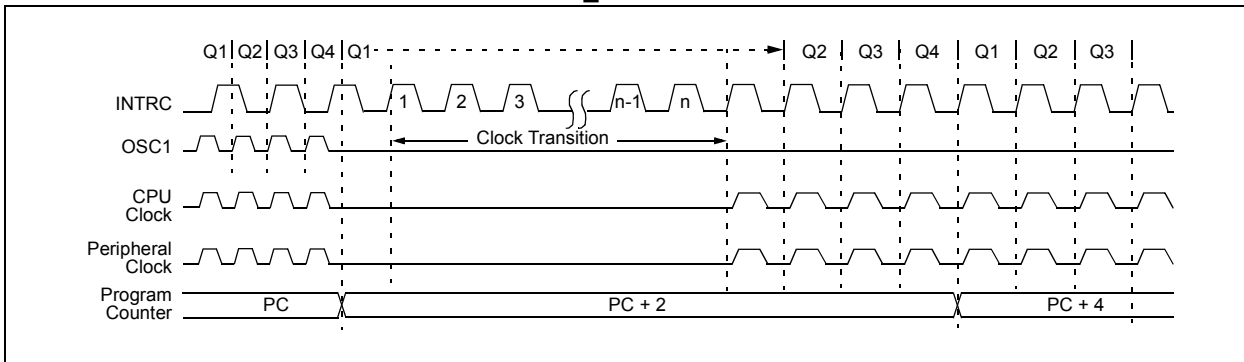 Q1 Q2 Q3 Q4 Q1 Q2 Q3 Q4 Q1 Q2 Q3
INTRC
1 2 3 n-1 n
OSC1
Clock Transition
CPU
Clock
Peripheral
Clock
Program
Counter
PC PC + 2 PC + 4